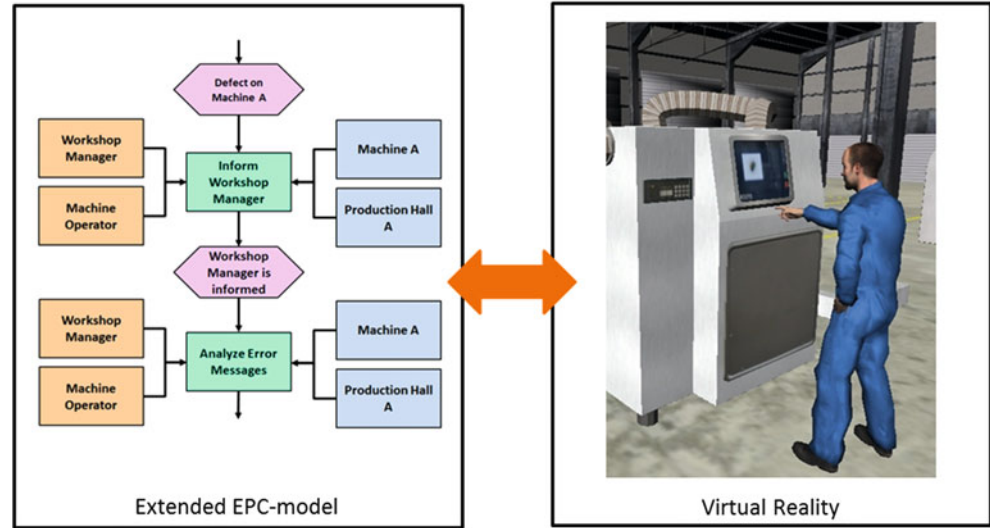 Defect on
Machine A
Workshop
Manager
Machine
Operator
Inform
Workshop
Manager
Machine A
Production Hall
A
Workshop
Manager is
informed
Workshop
Manager
Machine
Operator
Analyze Error
Messages
Machine A
Production Hall
A
Extended EPC-model
Virtual Reality